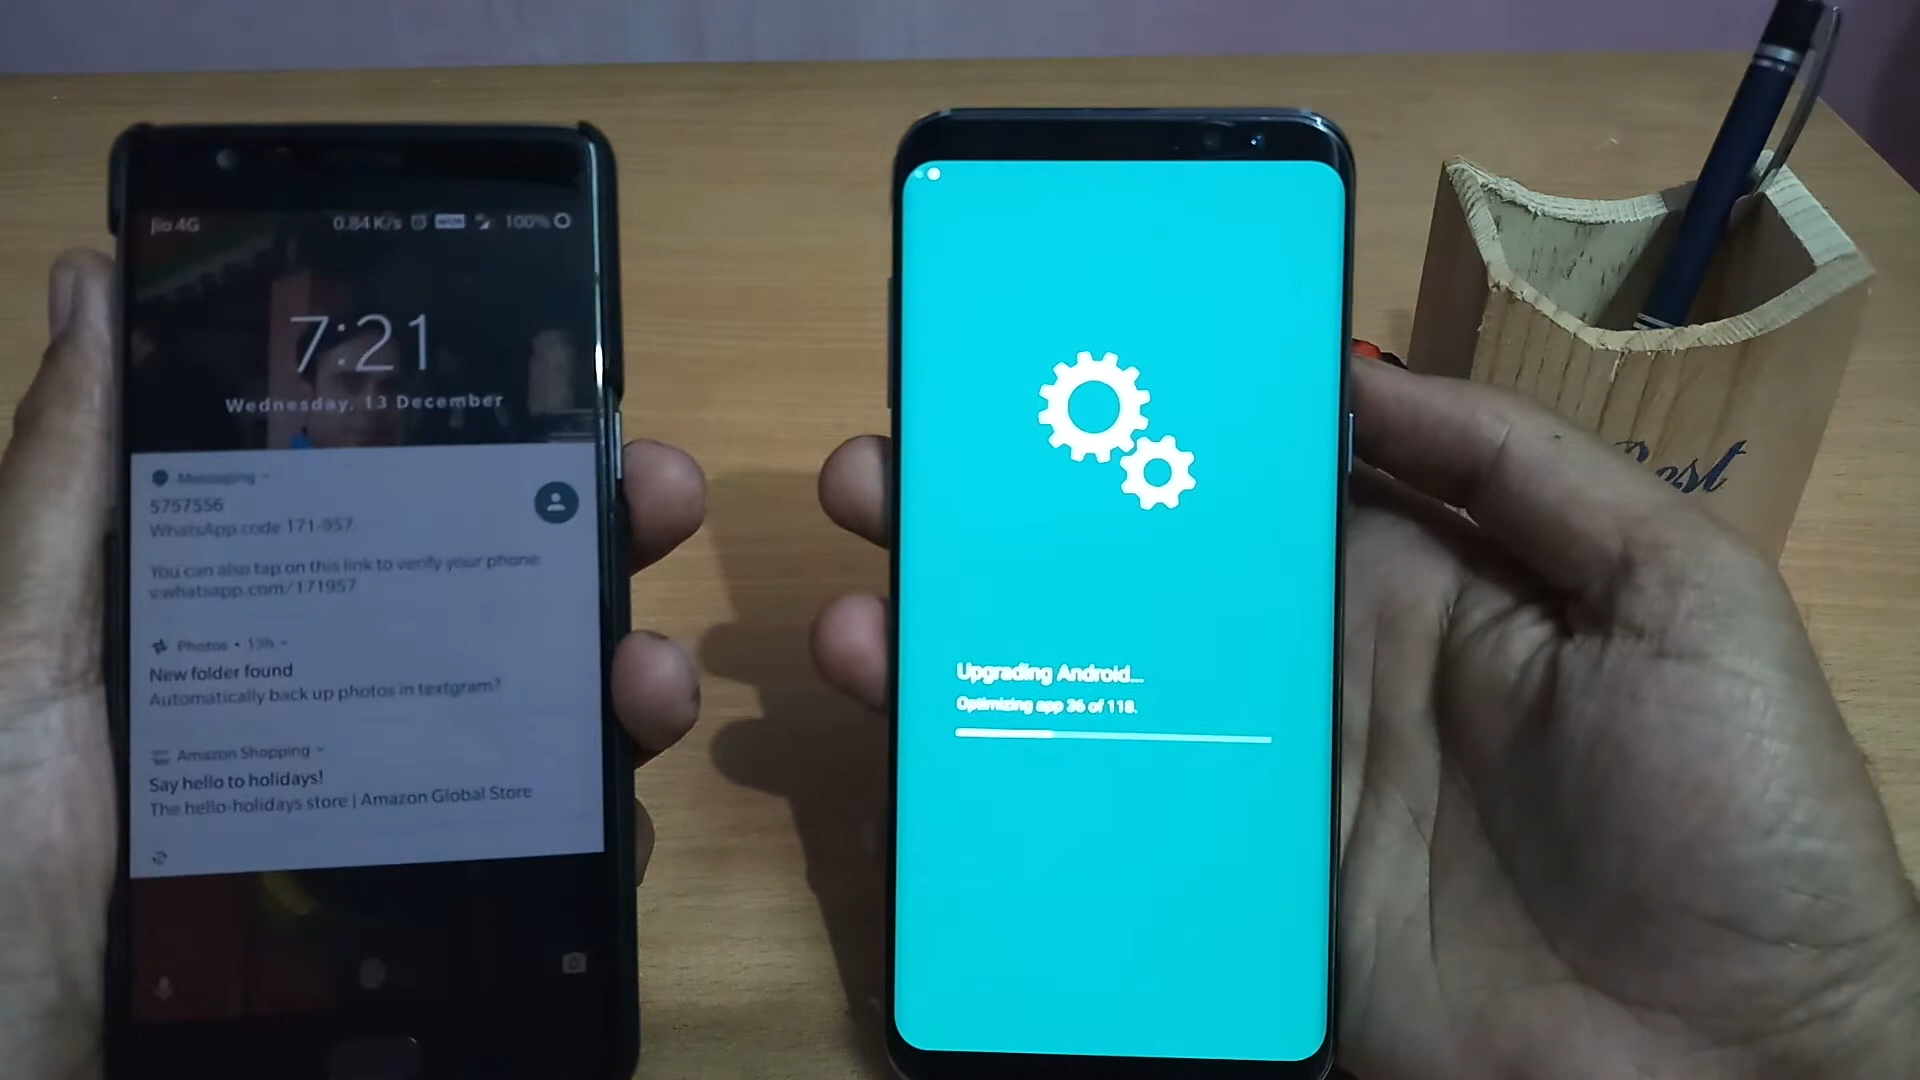 Jio 4G 0.84 K/s 100%
7:21
Wednesday, 13 December
Messaging
5757556
WhatsApp code 171-957
You can also tap on this link to verify your phone:
v.whatsapp.com/171957
Photos • 13h
New folder found
Automatically back up photos in textgram?
Amazon Shopping
Say hello to holidays!
The hello-holidays store | Amazon Global Store
Upgrading Android...
Optimizing app 36 of 118.